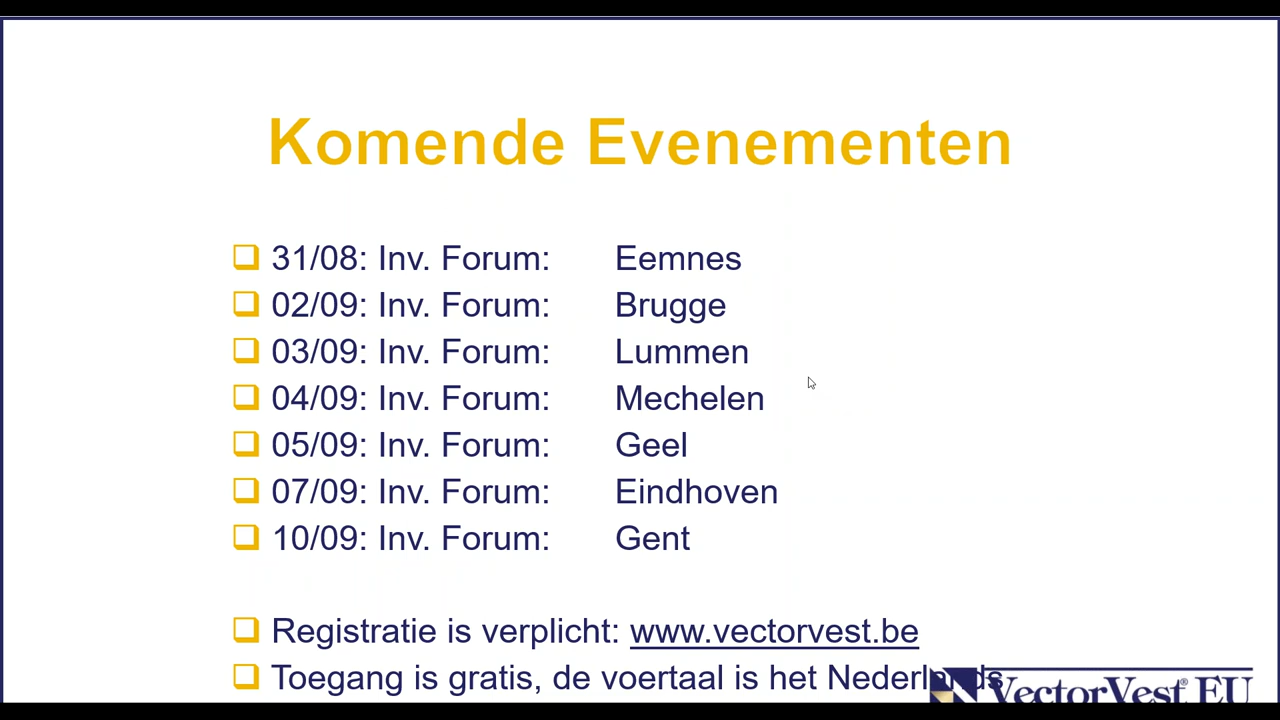 Komende Evenementen
31/08: Inv. Forum: Eemnes
02/09: Inv. Forum: Brugge
03/09: Inv. Forum: Lummen
04/09: Inv. Forum: Mechelen
05/09: Inv. Forum: Geel
07/09: Inv. Forum: Eindhoven
10/09: Inv. Forum: Gent
Registratie is verplicht: www.vectorvest.be
Toegang is gratis, de voertaal is het Nederlands
VectorVest® EU